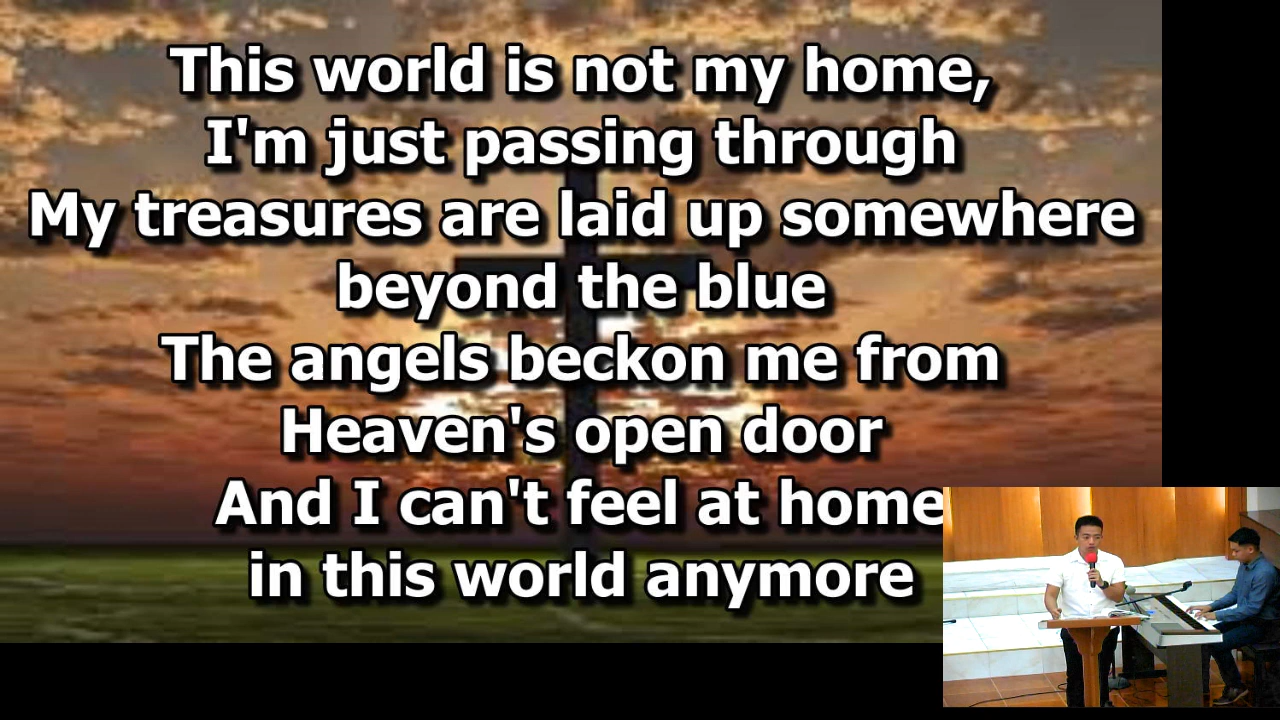 This world is not my home,
I'm just passing through
My treasures are laid up somewhere
beyond the blue
The angels beckon me from
Heaven's open door
And I can't feel at home
in this world anymore